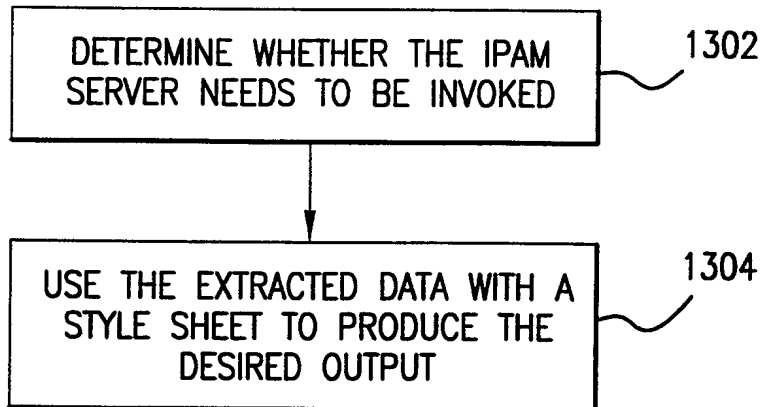 DETERMINE WHETHER THE IPAM
SERVER NEEDS TO BE INVOKED
1302
USE THE EXTRACTED DATA WITH A
STYLE SHEET TO PRODUCE THE
DESIRED OUTPUT
1304